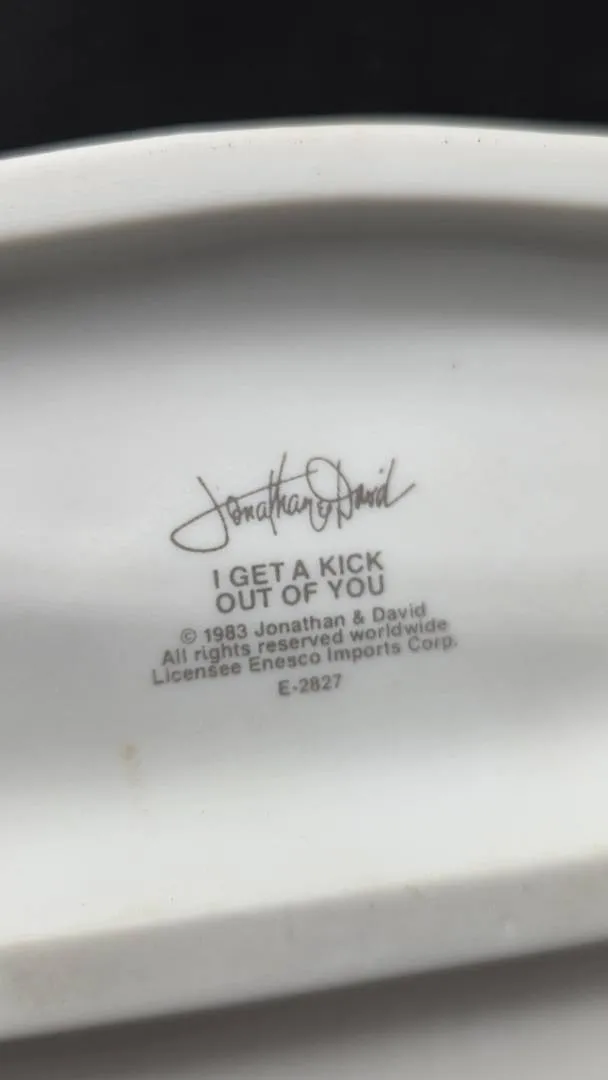 Jonathan & David
I GET A KICK
OUT OF YOU
© 1983 Jonathan & David
All rights reserved worldwide
Licensee Enesco Imports Corp.
E-2827